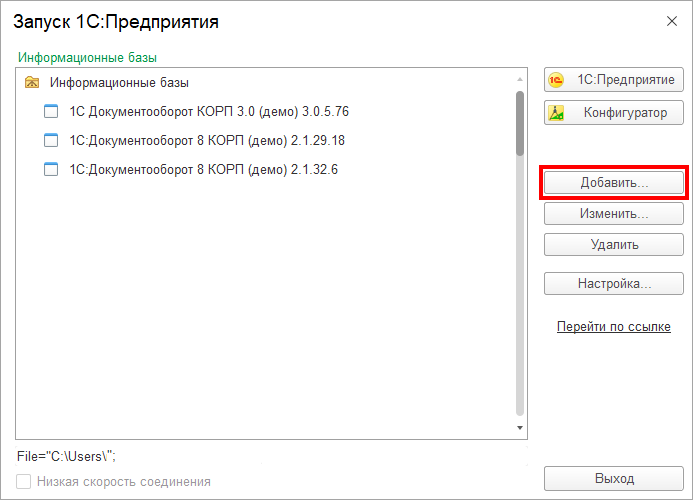 Запуск 1С:Предприятия
Информационные базы
Информационные базы
1С Документооборот КОРП 3.0 (демо) 3.0.5.76
1С:Документооборот 8 КОРП (демо) 2.1.29.18
1С:Документооборот 8 КОРП (демо) 2.1.32.6
1С:Предприятие
Конфигуратор
Добавить...
Изменить...
Удалить
Настройка...
Перейти по ссылке
File="C:\Users\";
Низкая скорость соединения
Выход